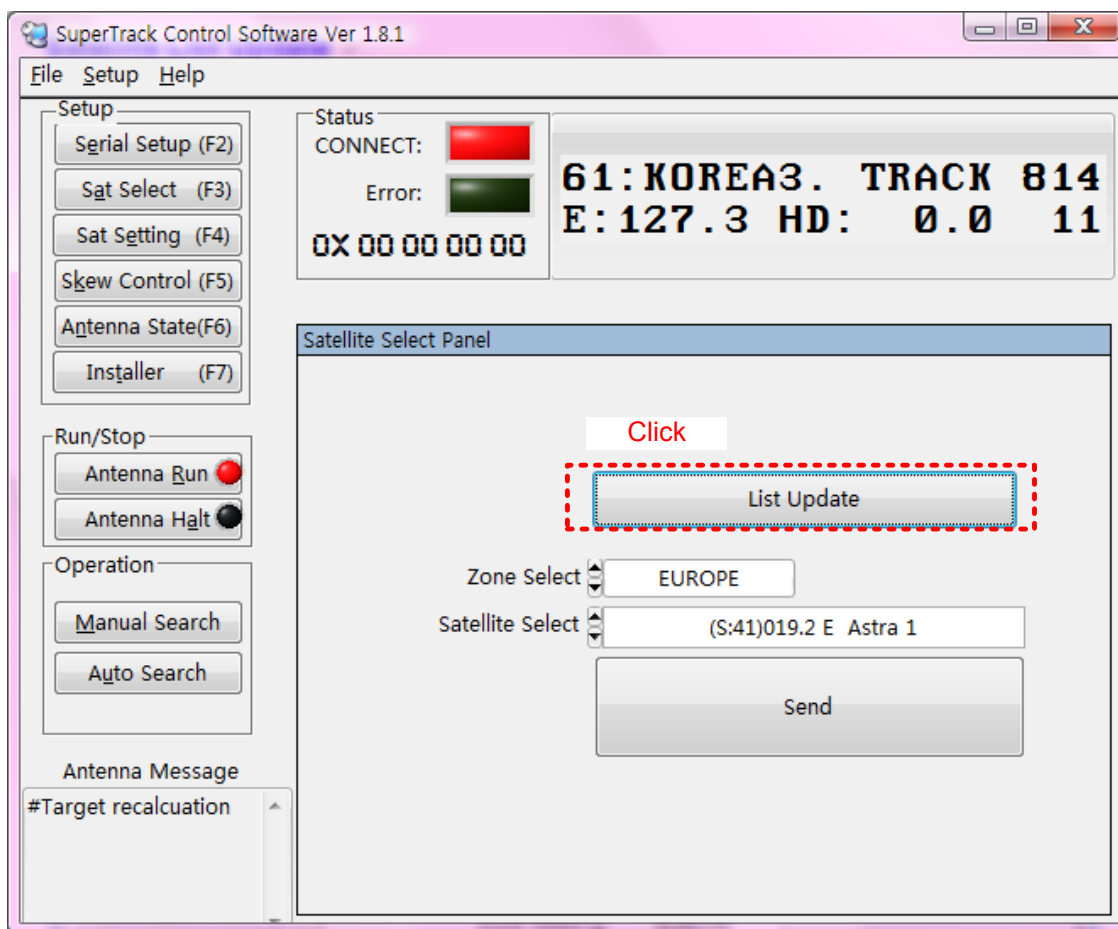 SuperTrack Control Software Ver 1.8.1
File Setup Help
Setup
Serial Setup (F2)
Sat Select (F3)
Sat Setting (F4)
Skew Control (F5)
Antenna State(F6)
Installer (F7)
Status
CONNECT:
Error:
0X 00 00 00 00
61:KOREA3. TRACK 814
E:127.3 HD: 0.0 11
Run/Stop
Antenna Run
Antenna Halt
Operation
Manual Search
Auto Search
Antenna Message
#Target recalcuation
Satellite Select Panel
Click
List Update
Zone Select EUROPE
Satellite Select (S:41)019.2 E Astra 1
Send